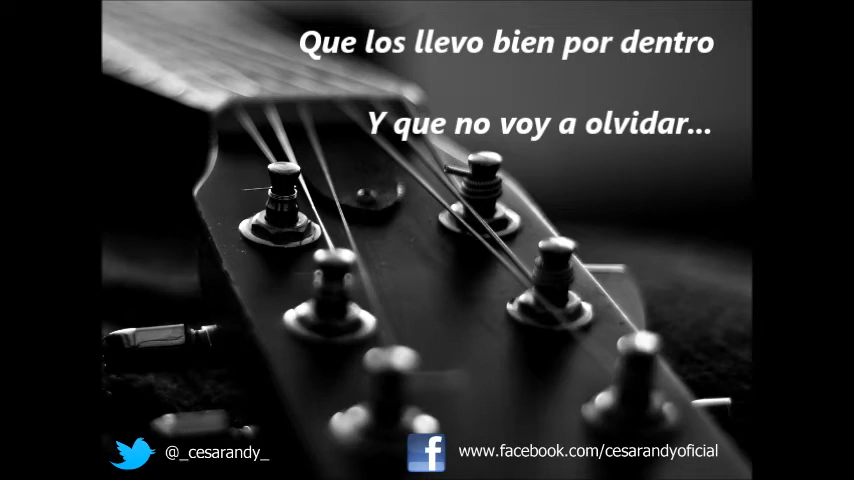 Que los llevo bien por dentro
Y que no voy a olvidar...
@_cesarandy_
www.facebook.com/cesarandyoficial